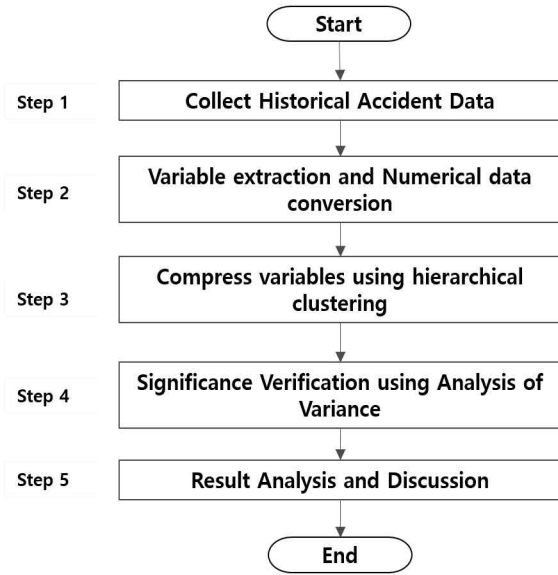 Start
Step 1
Collect Historical Accident Data
Step 2
Variable extraction and Numerical data
conversion
Step 3
Compress variables using hierarchical
clustering
Step 4
Significance Verification using Analysis of
Variance
Step 5
Result Analysis and Discussion
End